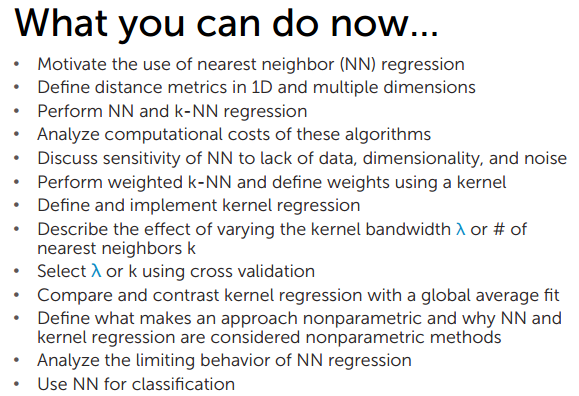 What you can do now...
• Motivate the use of nearest neighbor (NN) regression
• Define distance metrics in 1D and multiple dimensions
• Perform NN and k-NN regression
• Analyze computational costs of these algorithms
• Discuss sensitivity of NN to lack of data, dimensionality, and noise
• Perform weighted k-NN and define weights using a kernel
• Define and implement kernel regression
• Describe the effect of varying the kernel bandwidth λ or # of
nearest neighbors k
• Select λ or k using cross validation
• Compare and contrast kernel regression with a global average fit
• Define what makes an approach nonparametric and why NN and
kernel regression are considered nonparametric methods
• Analyze the limiting behavior of NN regression
• Use NN for classification